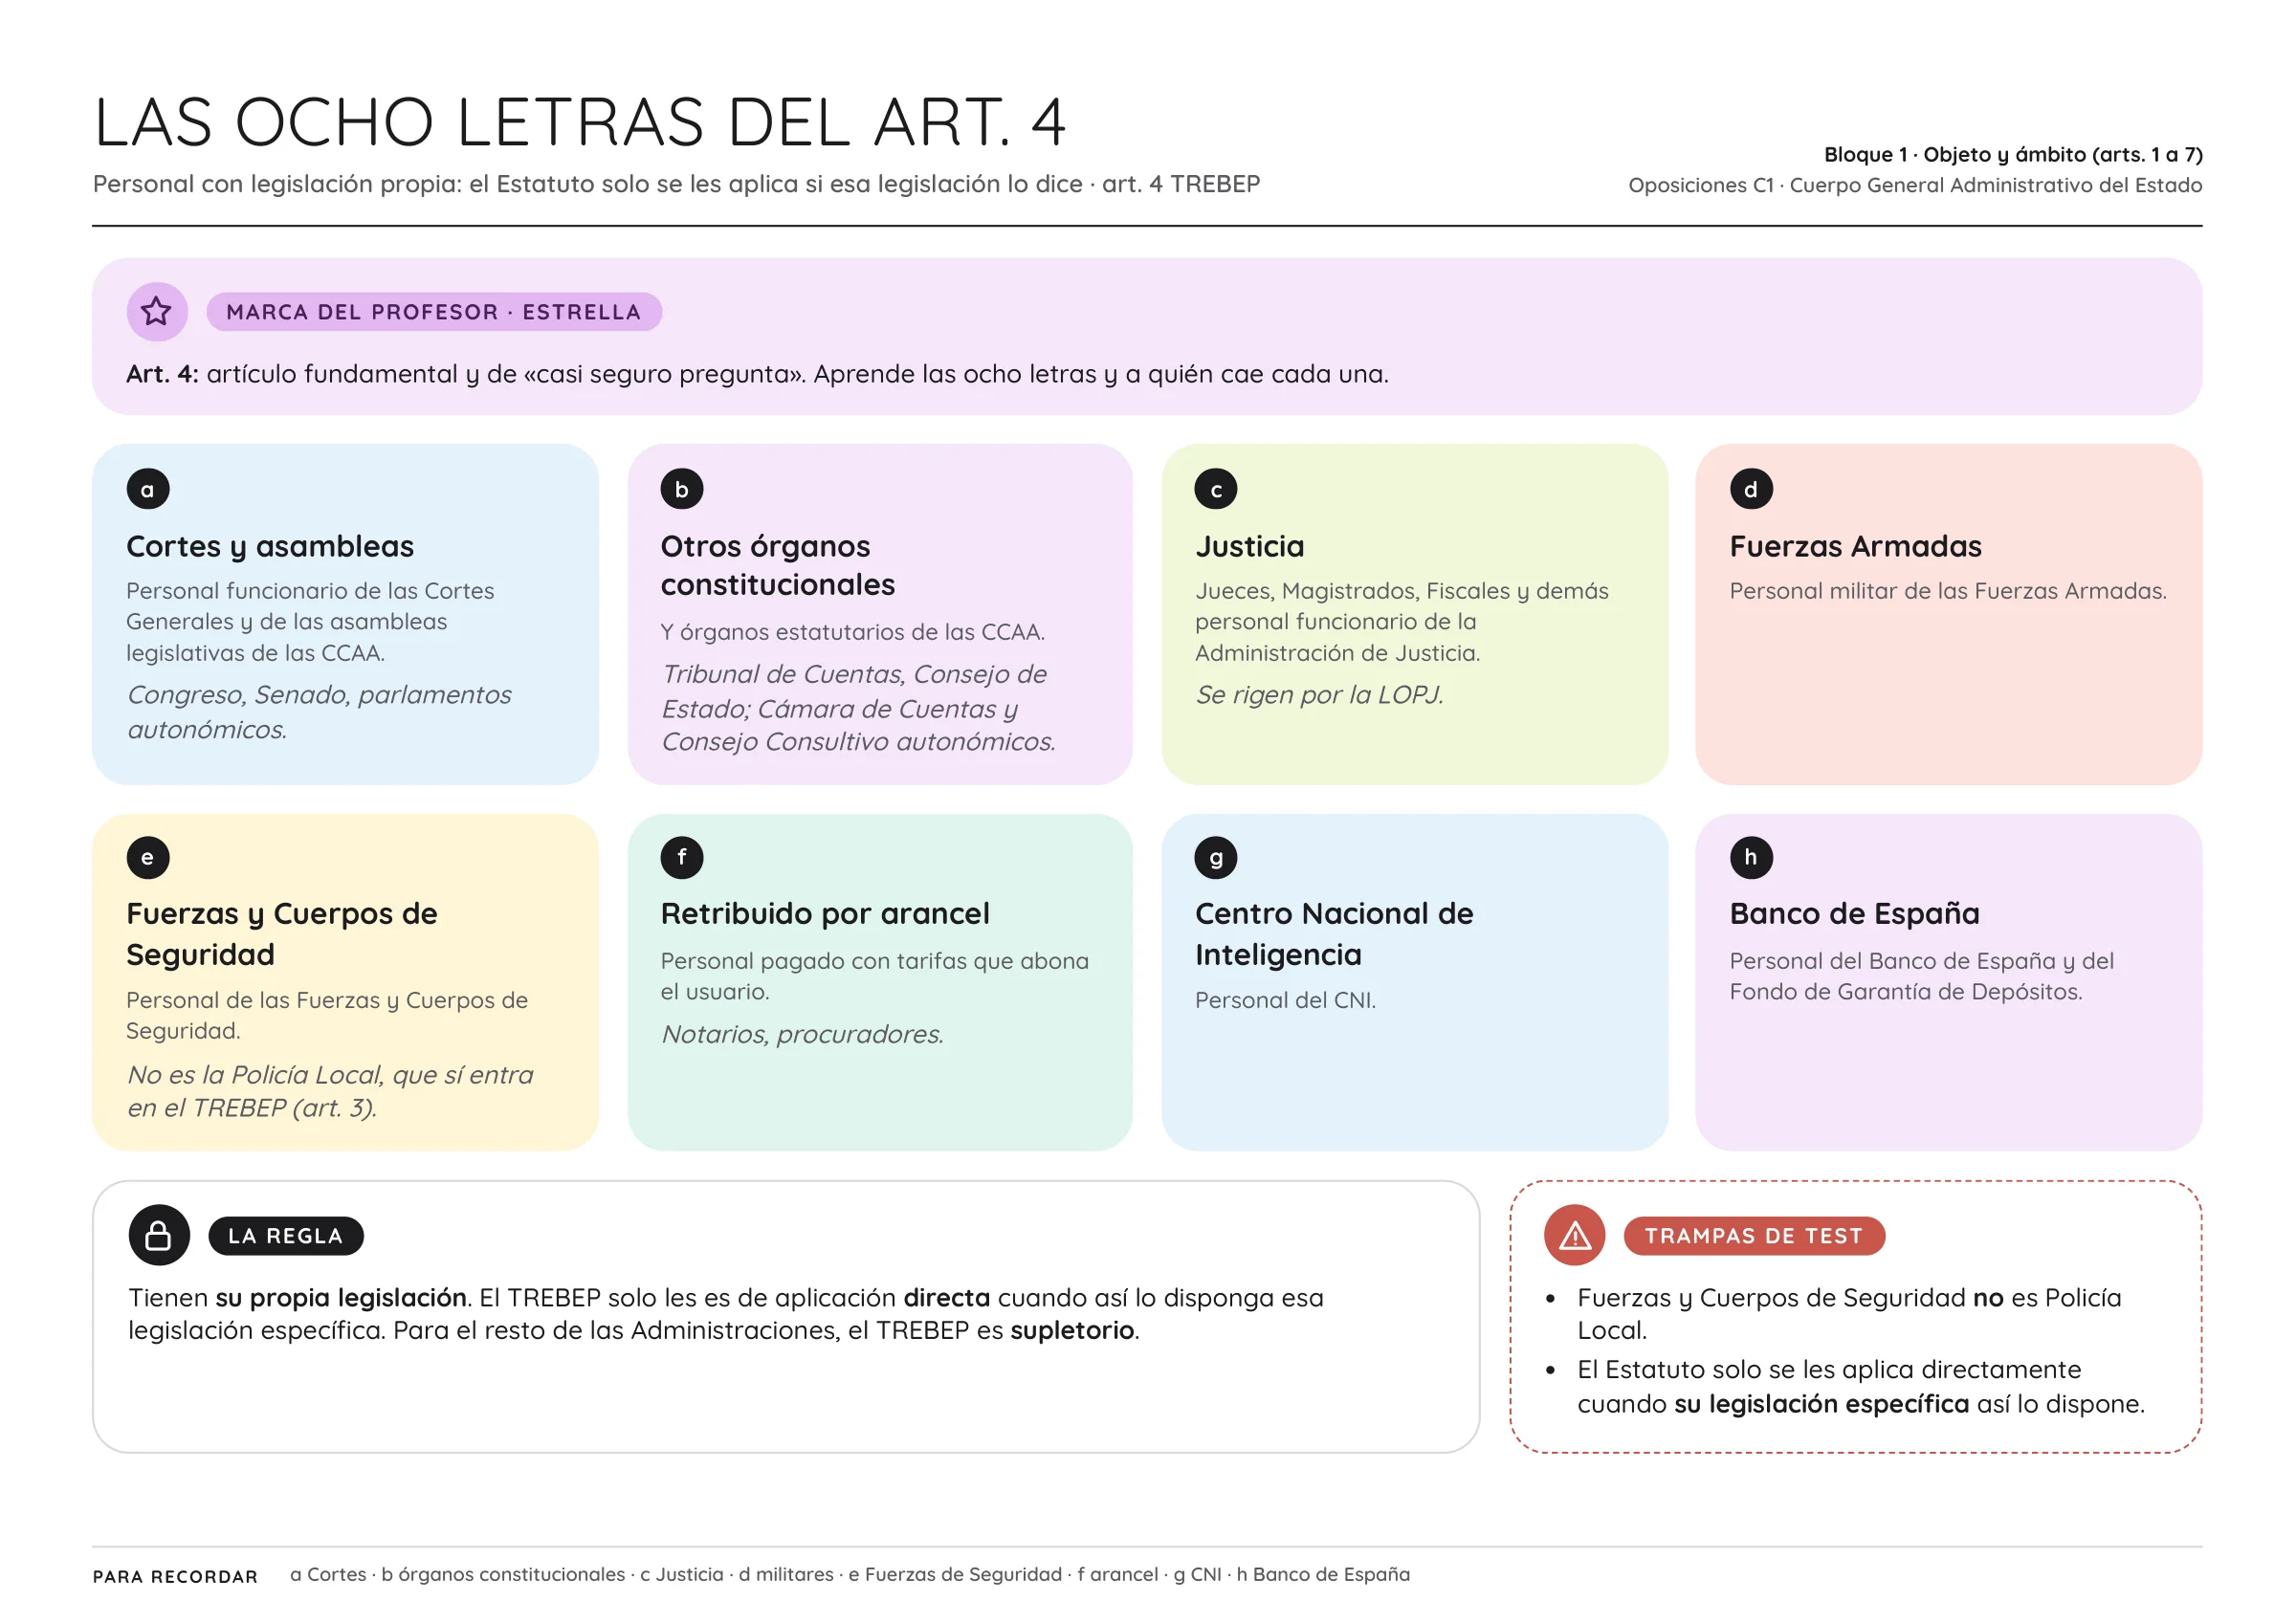 LAS OCHO LETRAS DEL ART. 4
Personal con legislación propia: el Estatuto solo se les aplica si esa legislación lo dice · art. 4 TREBEP
Bloque 1 · Objeto y ámbito (arts. 1 a 7)
Oposiciones C1 · Cuerpo General Administrativo del Estado
MARCA DEL PROFESOR · ESTRELLA
Art. 4: artículo fundamental y de «casi seguro pregunta». Aprende las ocho letras y a quién cae cada una.
a
Cortes y asambleas
Personal funcionario de las Cortes
Generales y de las asambleas
legislativas de las CCAA.
Congreso, Senado, parlamentos
autonómicos.
b
Otros órganos
constitucionales
Y órganos estatutarios de las CCAA.
Tribunal de Cuentas, Consejo de
Estado; Cámara de Cuentas y
Consejo Consultivo autonómicos.
c
Justicia
Jueces, Magistrados, Fiscales y demás
personal funcionario de la
Administración de Justicia.
Se rigen por la LOPJ.
d
Fuerzas Armadas
Personal militar de las Fuerzas Armadas.
e
Fuerzas y Cuerpos de
Seguridad
Personal de las Fuerzas y Cuerpos de
Seguridad.
No es la Policía Local, que sí entra
en el TREBEP (art. 3).
f
Retribuido por arancel
Personal pagado con tarifas que abona
el usuario.
Notarios, procuradores.
g
Centro Nacional de
Inteligencia
Personal del CNI.
h
Banco de España
Personal del Banco de España y del
Fondo de Garantía de Depósitos.
LA REGLA
Tienen su propia legislación. El TREBEP solo les es de aplicación directa cuando así lo disponga esa
legislación específica. Para el resto de las Administraciones, el TREBEP es supletorio.
TRAMPAS DE TEST
• Fuerzas y Cuerpos de Seguridad no es Policía
Local.
• El Estatuto solo se les aplica directamente
cuando su legislación específica así lo dispone.
PARA RECORDAR a Cortes · b órganos constitucionales · c Justicia · d militares · e Fuerzas de Seguridad · f arancel · g CNI · h Banco de España